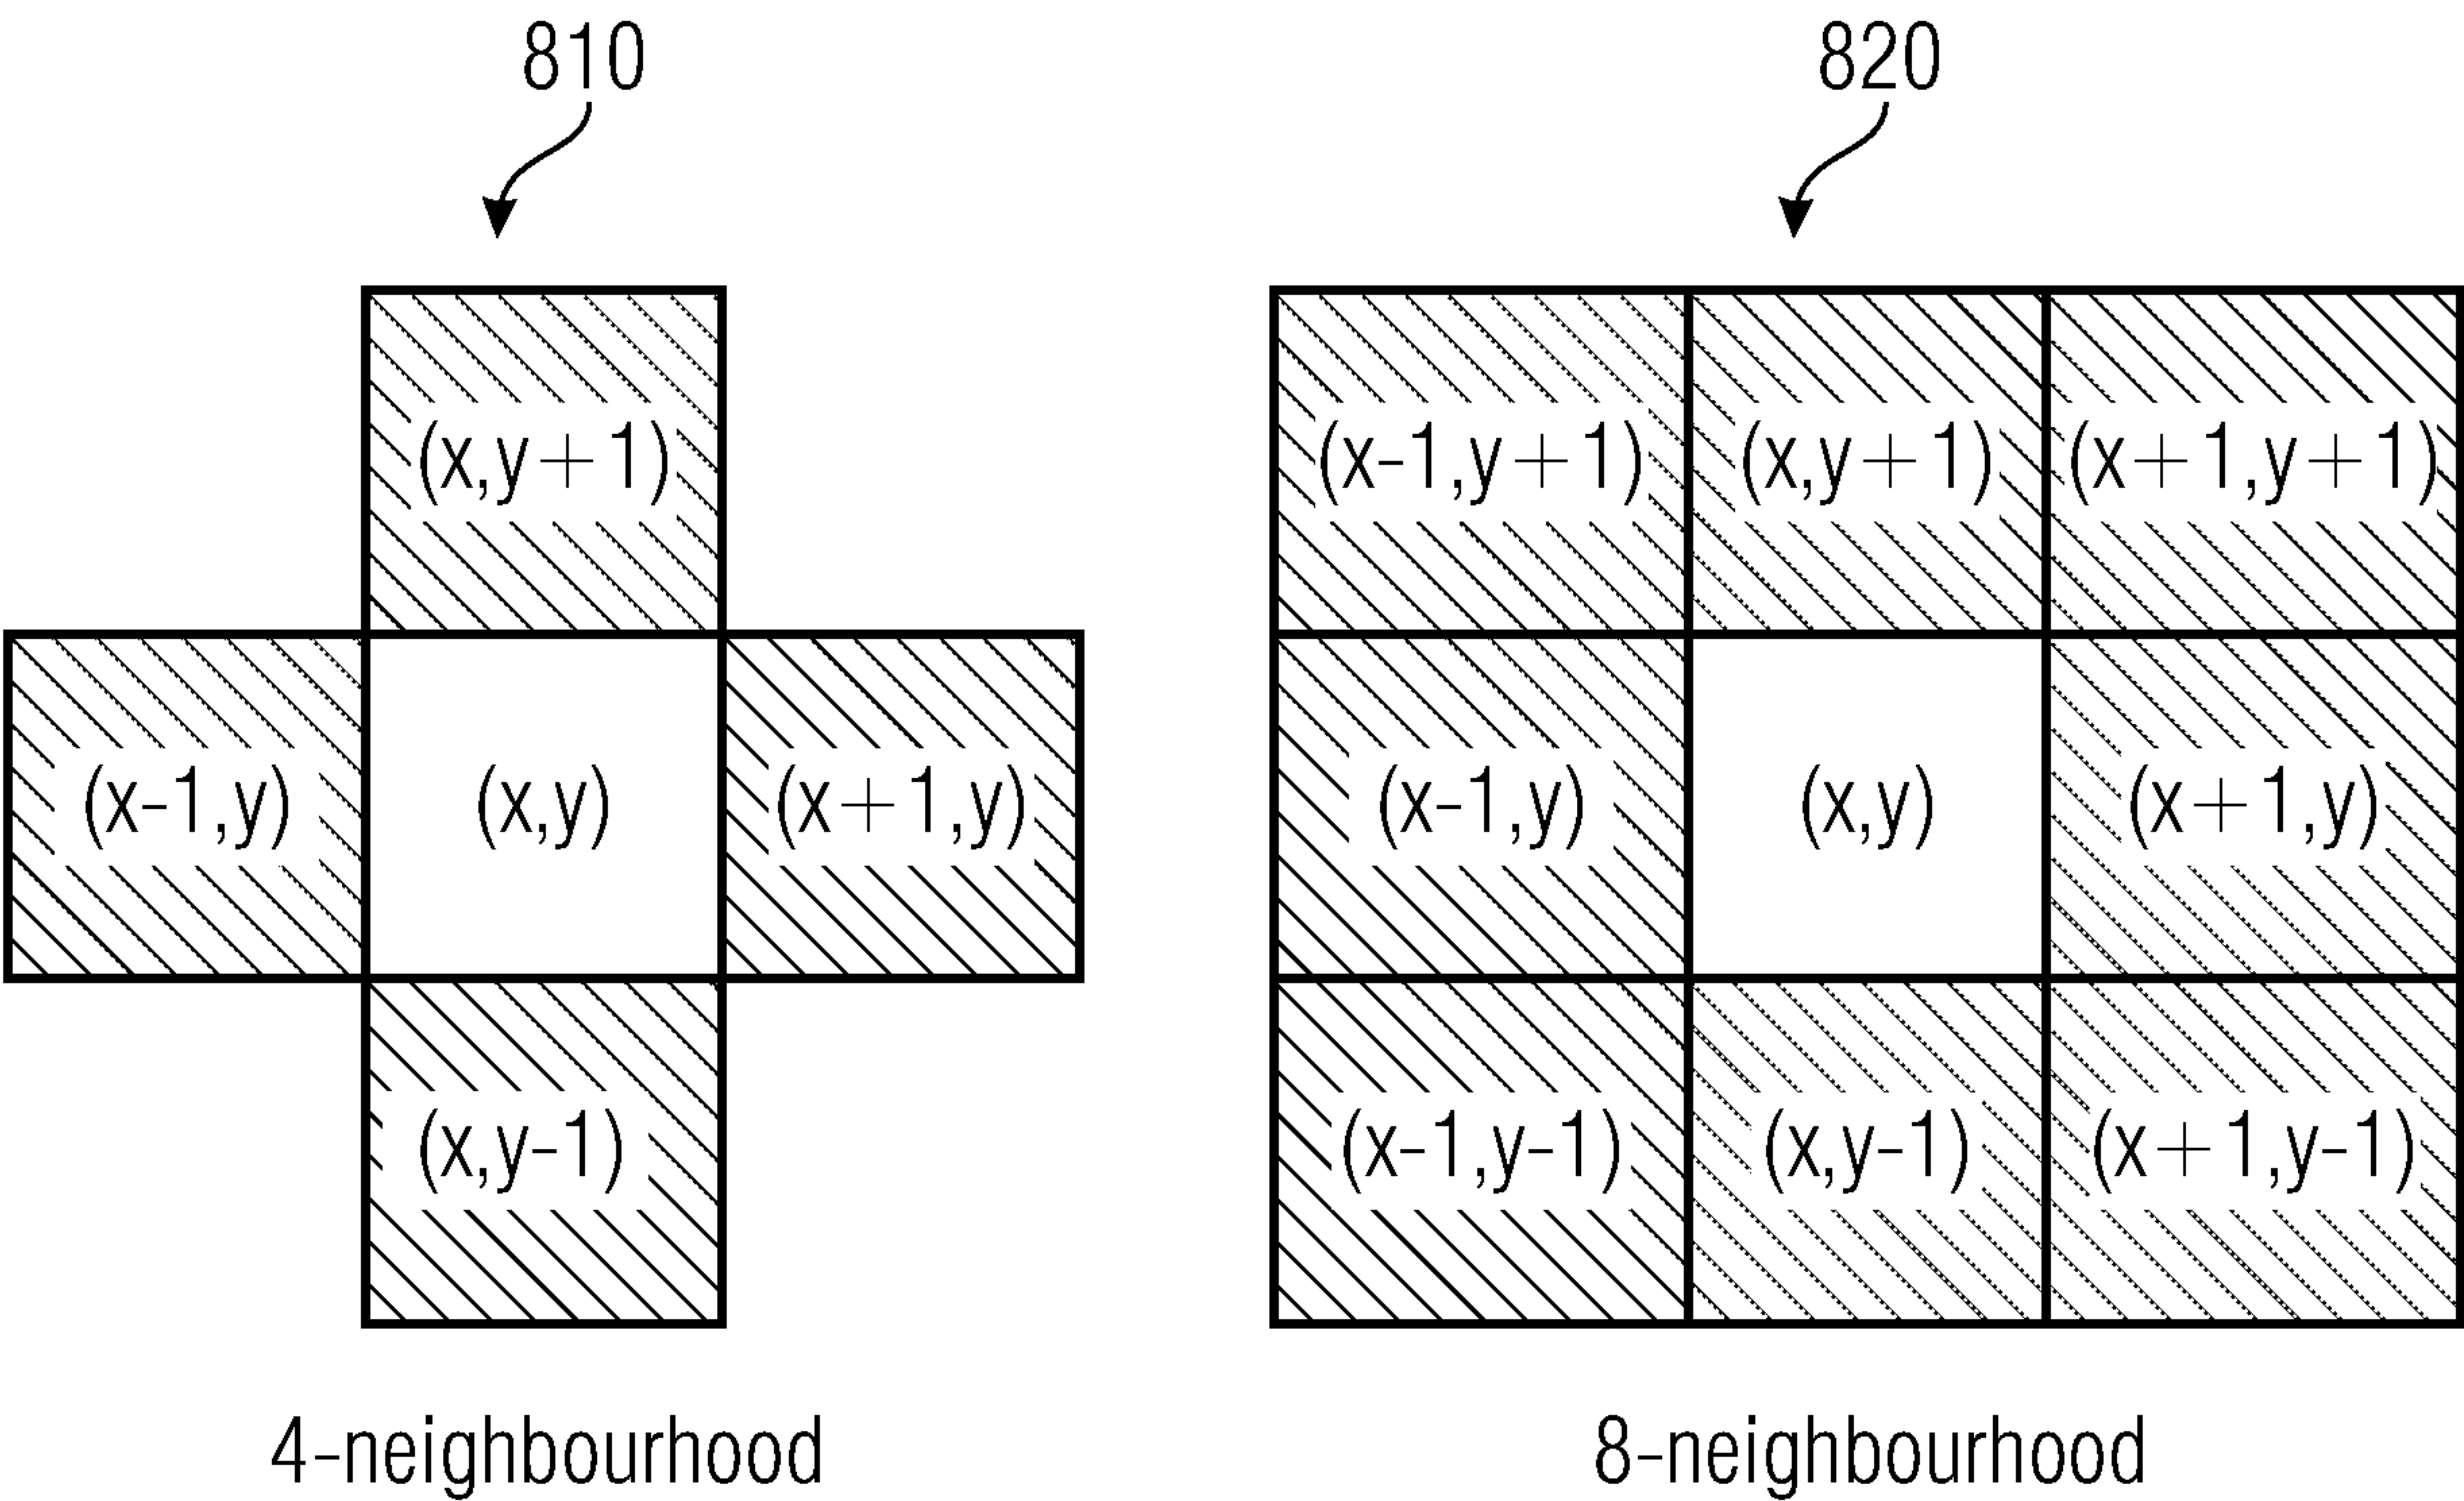 810
(x,y+1)
(x-1,y) (x,y) (x+1,y)
(x,y-1)
4-neighbourhood
820
(x-1,y+1) (x,y+1) (x+1,y+1)
(x-1,y) (x,y) (x+1,y)
(x-1,y-1) (x,y-1) (x+1,y-1)
8-neighbourhood